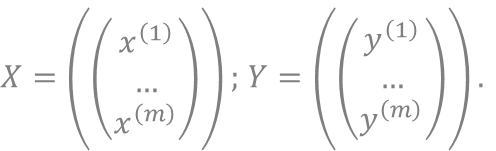 X = ((x^(1) ... x^(m))); Y = ((y^(1) ... y^(m))).